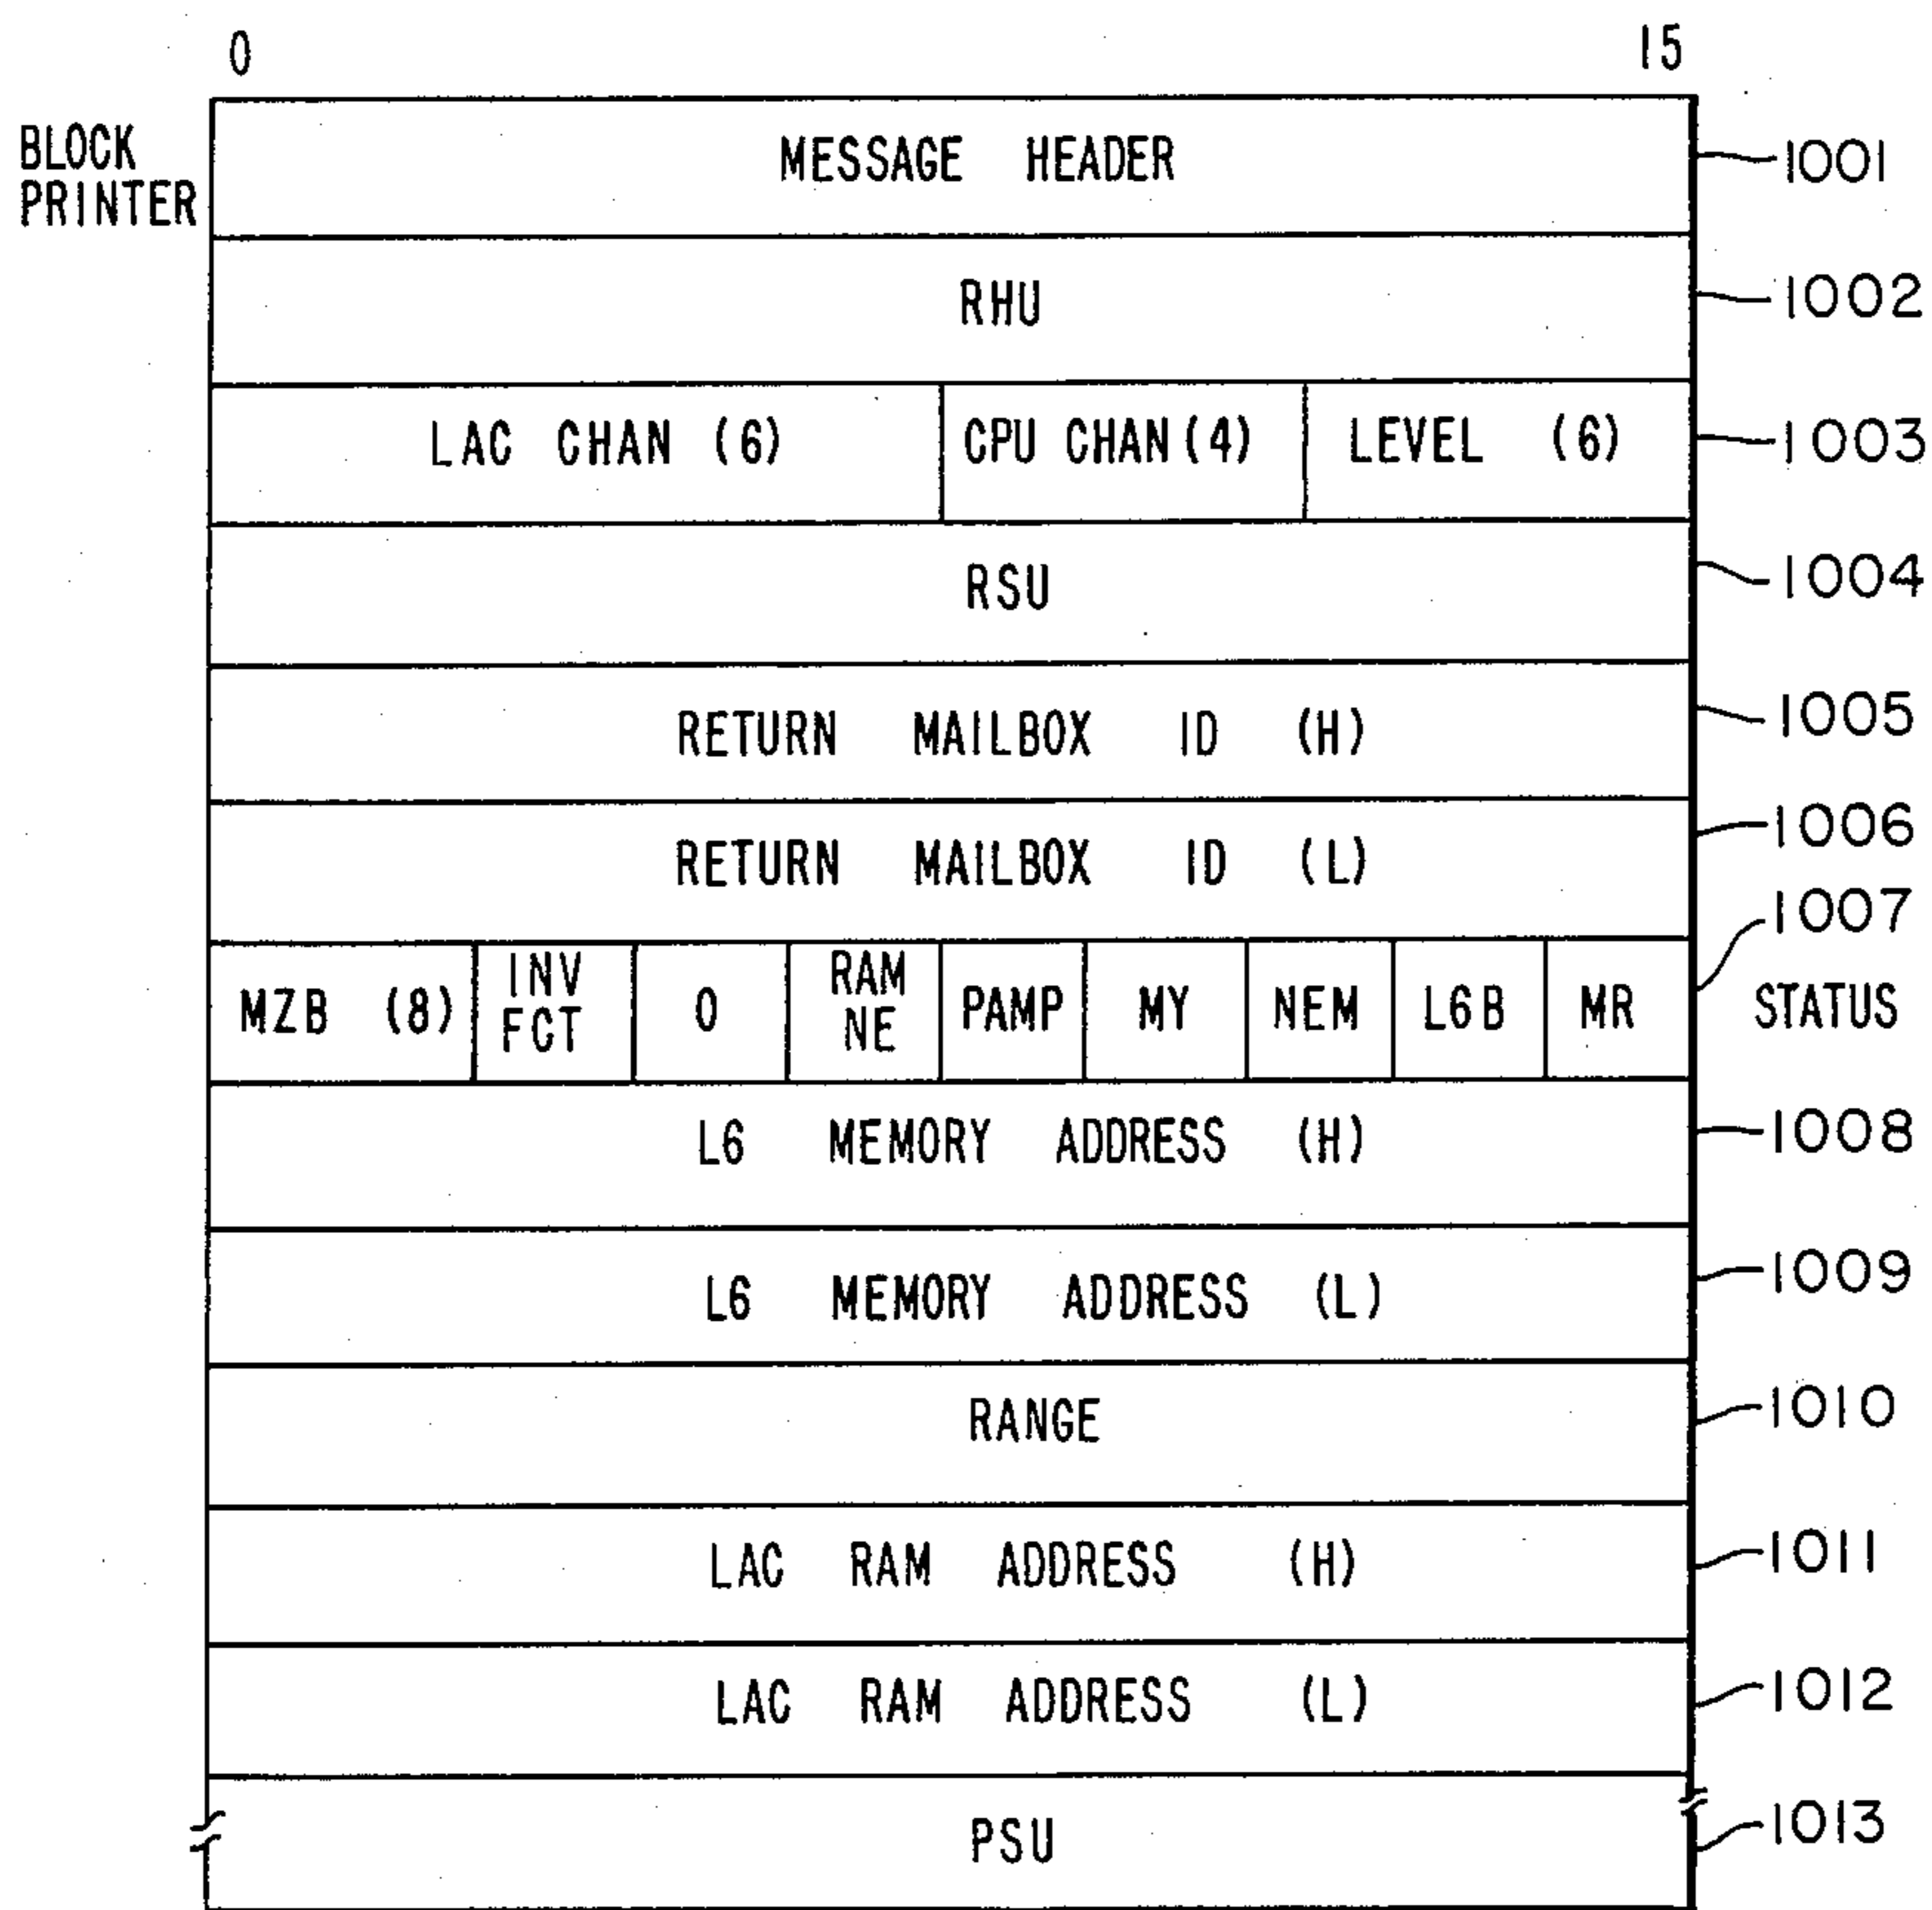 0 15
BLOCK
PRINTER
MESSAGE HEADER 1001
RHU 1002
LAC CHAN (6) CPU CHAN (4) LEVEL (6) 1003
RSU 1004
RETURN MAILBOX ID (H) 1005
RETURN MAILBOX ID (L) 1006
1007
MZB (8) INV FCT 0 RAM NE PAMP MY NEM L6B MR STATUS
L6 MEMORY ADDRESS (H) 1008
L6 MEMORY ADDRESS (L) 1009
RANGE 1010
LAC RAM ADDRESS (H) 1011
LAC RAM ADDRESS (L) 1012
PSU 1013